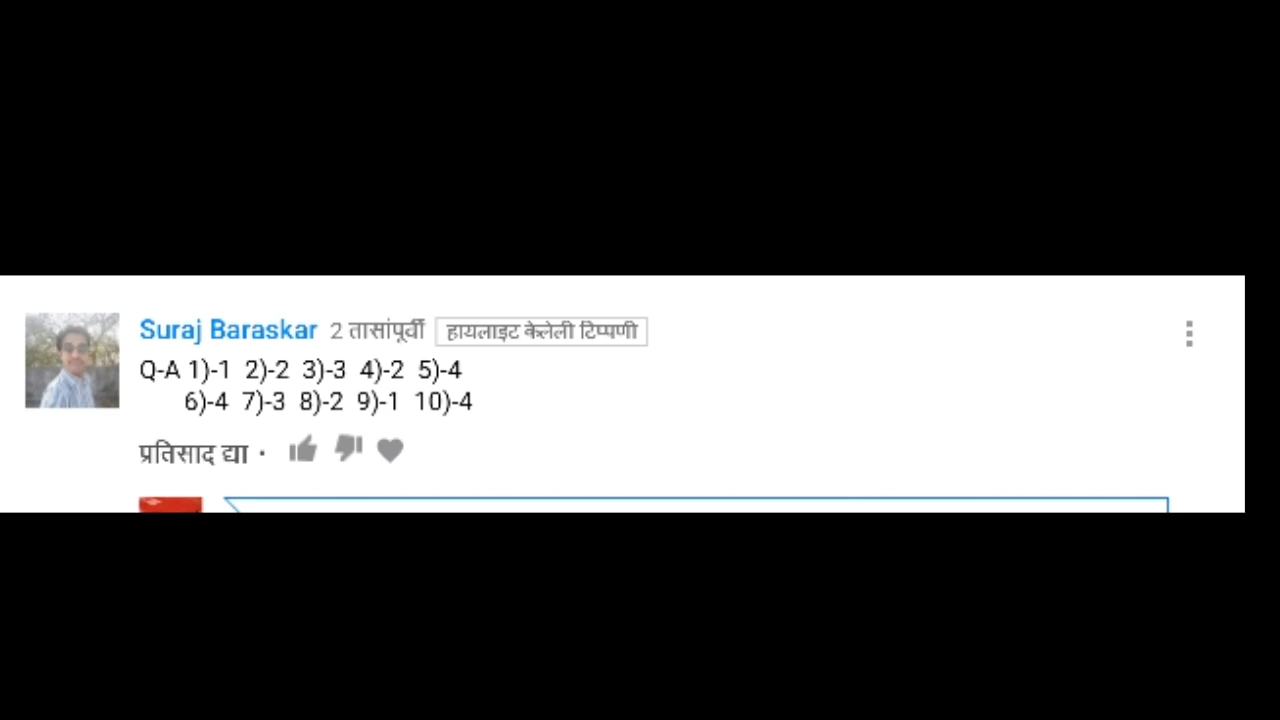 Suraj Baraskar 2 तासांपूर्वी हायलाइट केलेली टिप्पणी
Q-A 1)-1 2)-2 3)-3 4)-2 5)-4
6)-4 7)-3 8)-2 9)-1 10)-4
प्रतिसाद द्या ·